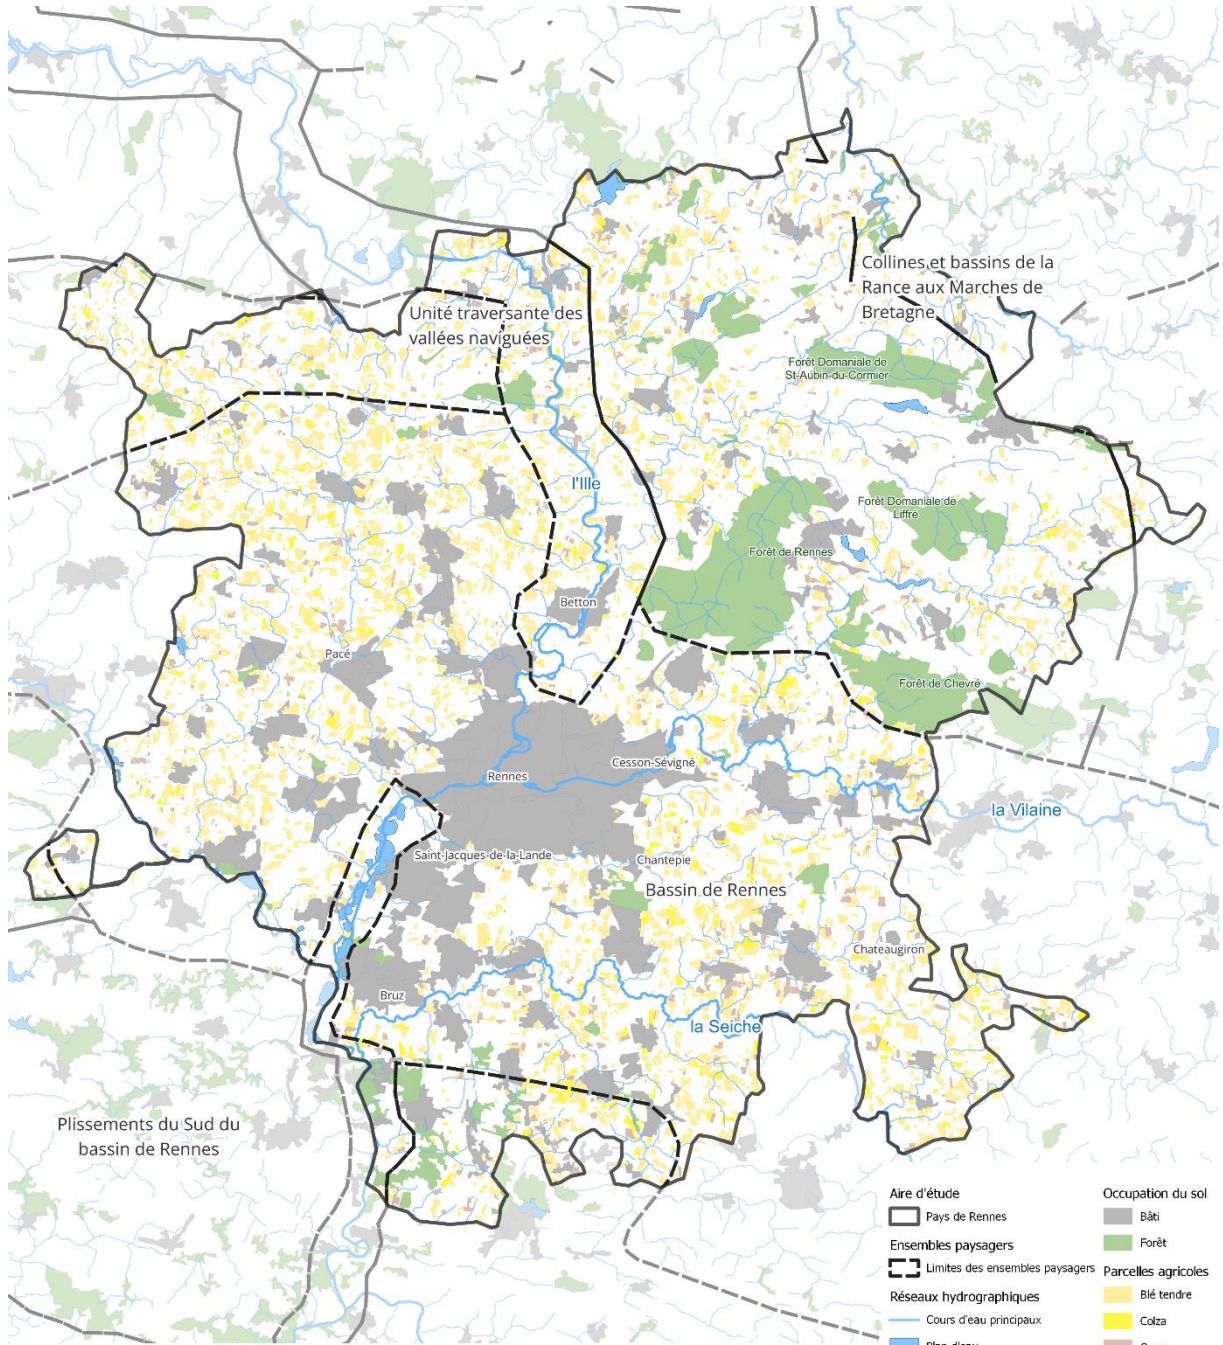 Collines et bassins de la
Rance aux Marches de
Bretagne
Unité traversante des
vallées naviguées
Forêt Domaniale de
St-Aubin-du-Cormier
l'Ille
Forêt Domaniale de
Liffré
Forêt de Rennes
Betton
Pacé
Forêt de Chevré
Cesson-Sévigné
Rennes
la Vilaine
Saint-Jacques-de-la-Lande
Chantepie
Bassin de Rennes
Chateaugiron
Bruz
la Seiche
Plissements du Sud du
bassin de Rennes
Aire d'étude
Pays de Rennes
Ensembles paysagers
Limites des ensembles paysagers
Réseaux hydrographiques
Cours d'eau principaux
Plan d'eau
Occupation du sol
Bâti
Forêt
Parcelles agricoles
Blé tendre
Colza